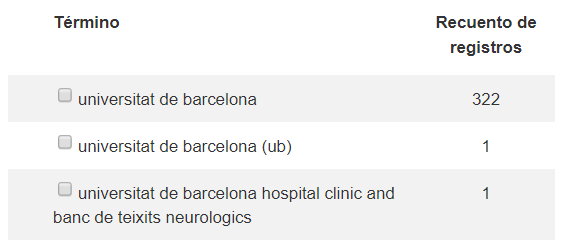 Término Recuento de
registros
universitat de barcelona 322
universitat de barcelona (ub) 1
universitat de barcelona hospital clinic and 1
banc de teixits neurologics